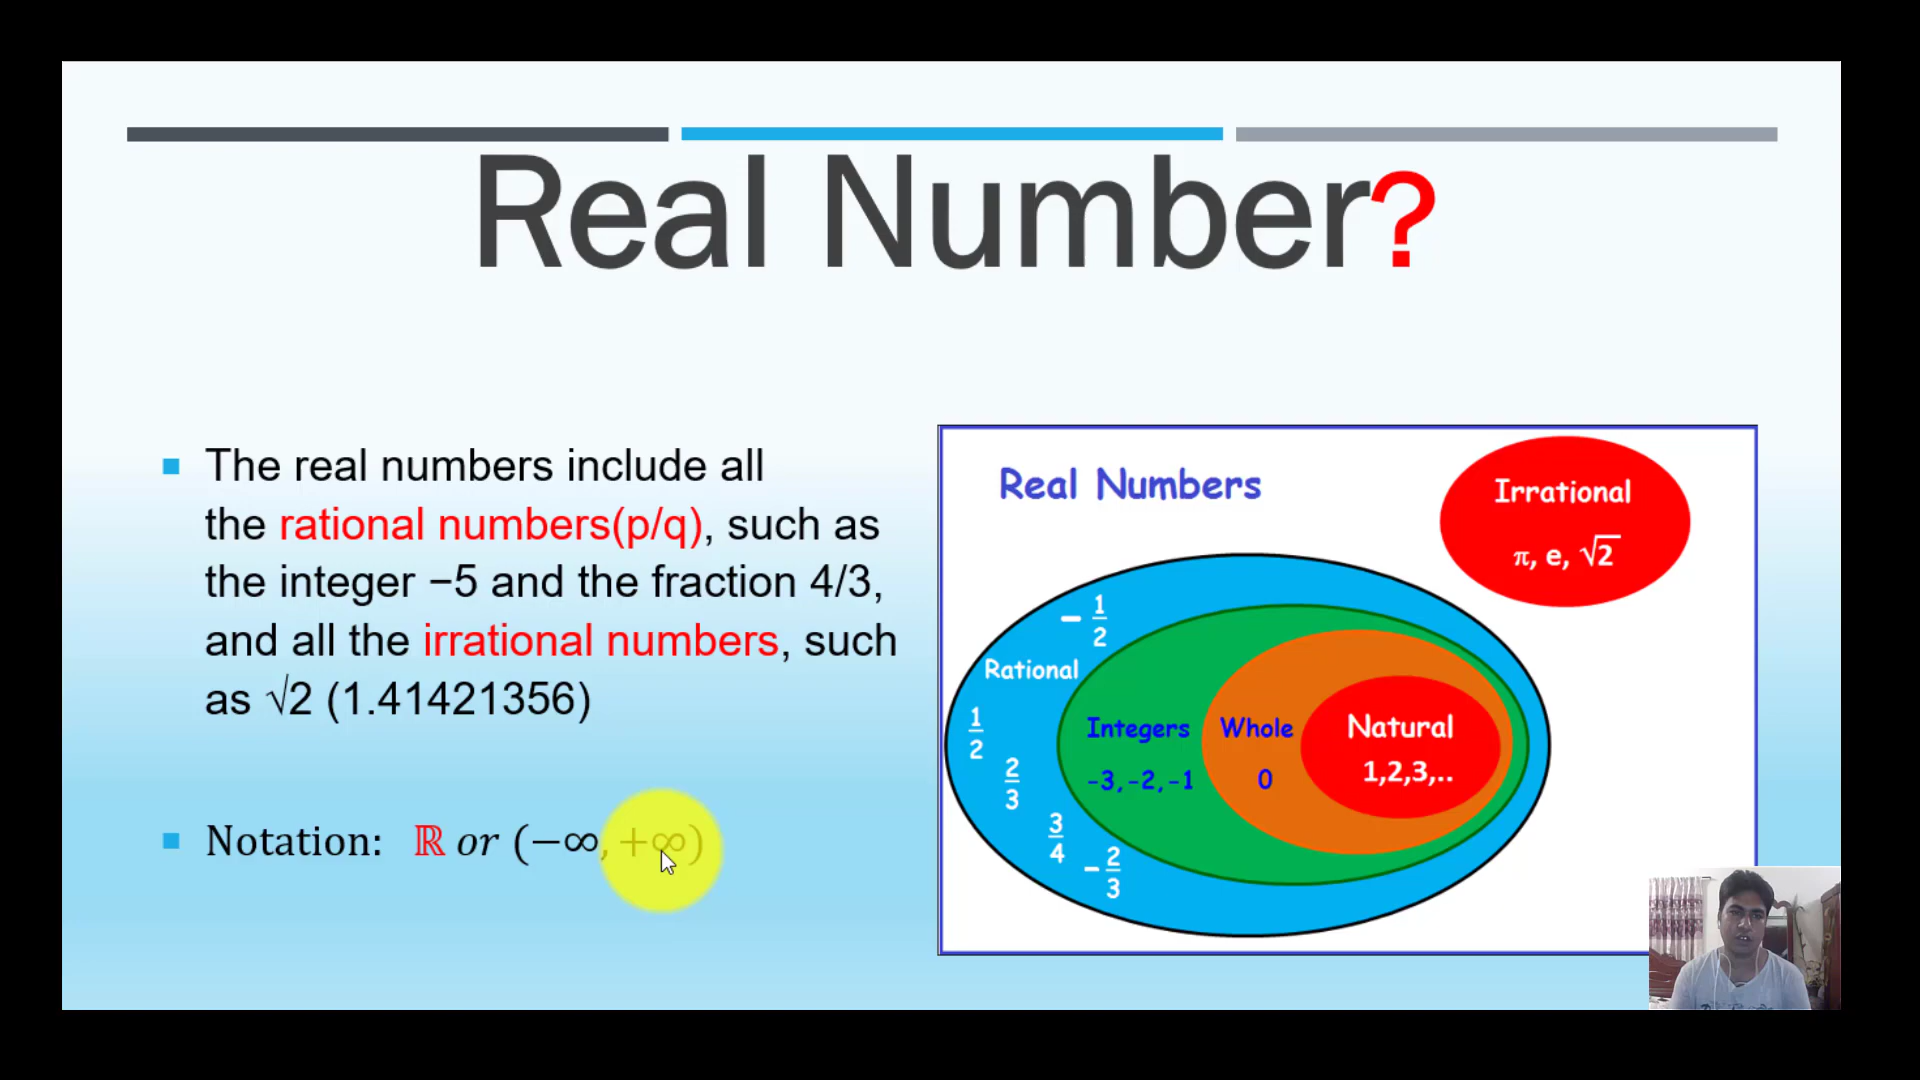 Real Number?
The real numbers include all
the rational numbers(p/q), such as
the integer −5 and the fraction 4/3,
and all the irrational numbers, such
as √2 (1.41421356)
Notation: ℝ or (−∞, +∞)
Real Numbers
Irrational
π, e, √2
- 1/2
Rational
1/2
2/3
3/4
- 2/3
Integers
-3,-2,-1
Whole
0
Natural
1,2,3,..